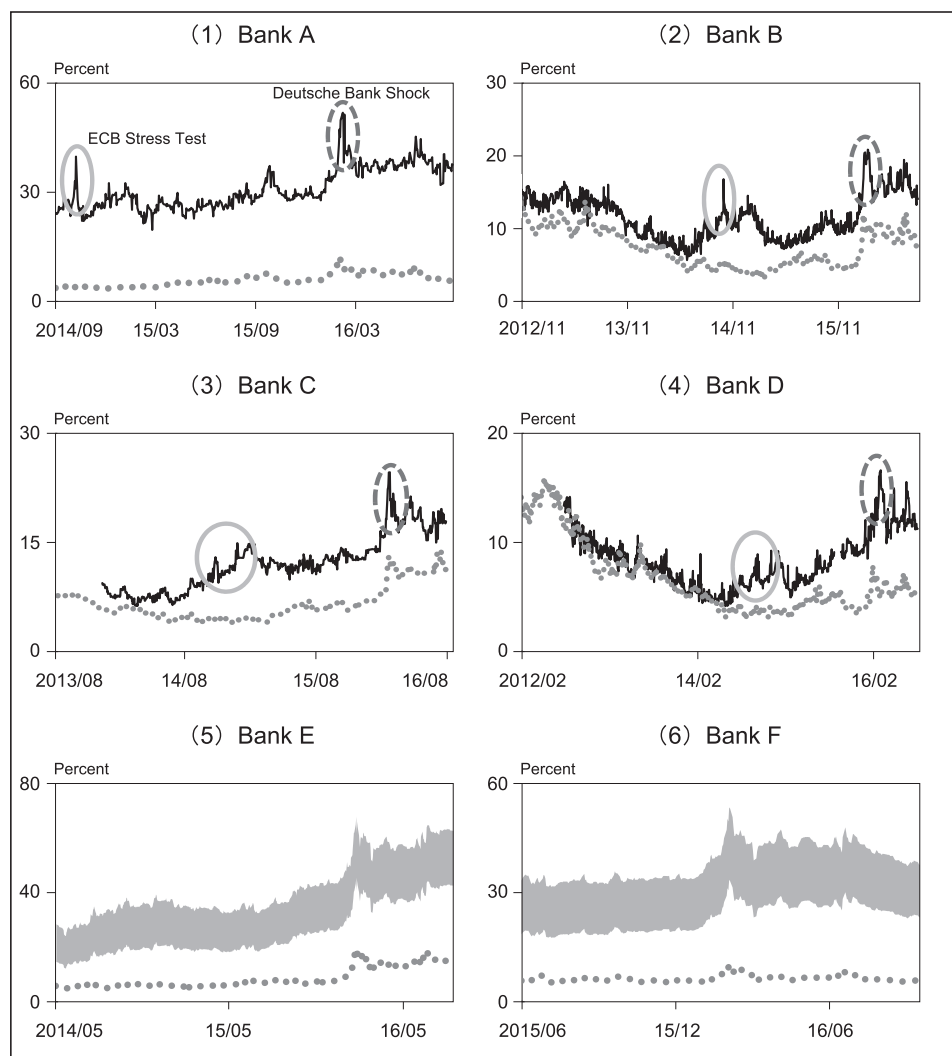 （1）Bank A
Percent
60
30
0
Deutsche Bank Shock
ECB Stress Test
2014/09 15/03 15/09 16/03
（2）Bank B
Percent
30
20
10
0
2012/11 13/11 14/11 15/11
（3）Bank C
Percent
30
15
0
2013/08 14/08 15/08 16/08
（4）Bank D
Percent
20
10
0
2012/02 14/02 16/02
（5）Bank E
Percent
80
40
0
2014/05 15/05 16/05
（6）Bank F
Percent
60
30
0
2015/06 15/12 16/06